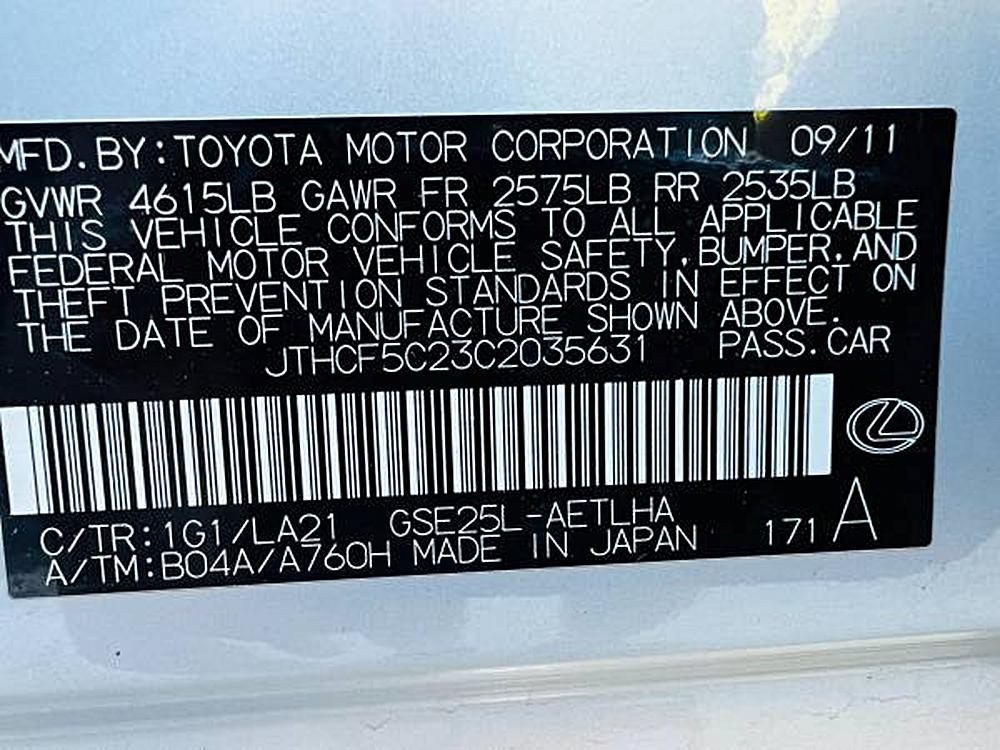 MFD.BY:TOYOTA MOTOR CORPORATION 09/11
GVWR 4615LB GAWR FR 2575LB RR 2535LB
THIS VEHICLE CONFORMS TO ALL APPLICABLE
FEDERAL MOTOR VEHICLE SAFETY,BUMPER,AND
THEFT PREVENTION STANDARDS IN EFFECT ON
THE DATE OF MANUFACTURE SHOWN ABOVE.
JTHCF5C23C2035631 PASS.CAR
C/TR:1G1/LA21 GSE25L-AETLHA
A/TM:B04A/A760H MADE IN JAPAN 171 A